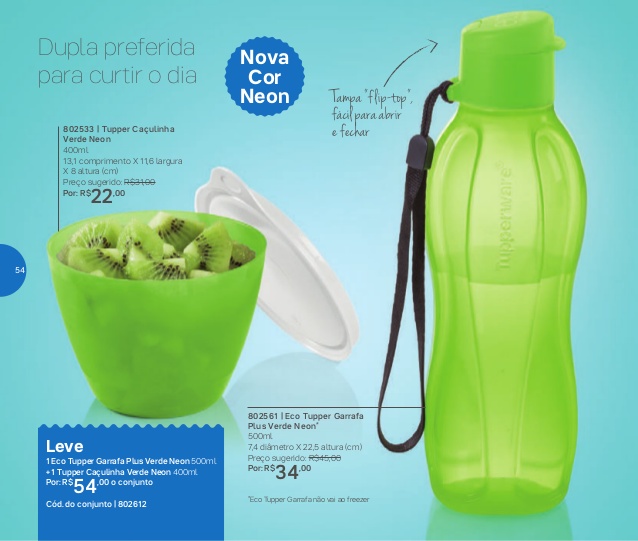 Dupla preferida
para curtir o dia
Nova
Cor
Neon
Tampa "flip-top",
fácil para abrir
e fechar
802533 | Tupper Caçulinha
Verde Neon
400ml.
13,1 comprimento X 11,6 largura
X 8 altura (cm)
Preço sugerido: R$31,00
Por: R$22,00
54
Tupperware®
802561 | Eco Tupper Garrafa
Plus Verde Neon*
500ml.
7,4 diâmetro X 22,5 altura (cm)
Preço sugerido: R$45,00
Por: R$34,00
*Eco Tupper Garrafa não vai ao freezer
Leve
1 Eco Tupper Garrafa Plus Verde Neon 500ml.
+ 1 Tupper Caçulinha Verde Neon 400ml.
Por: R$54,00 o conjunto
Cód. do conjunto | 802612